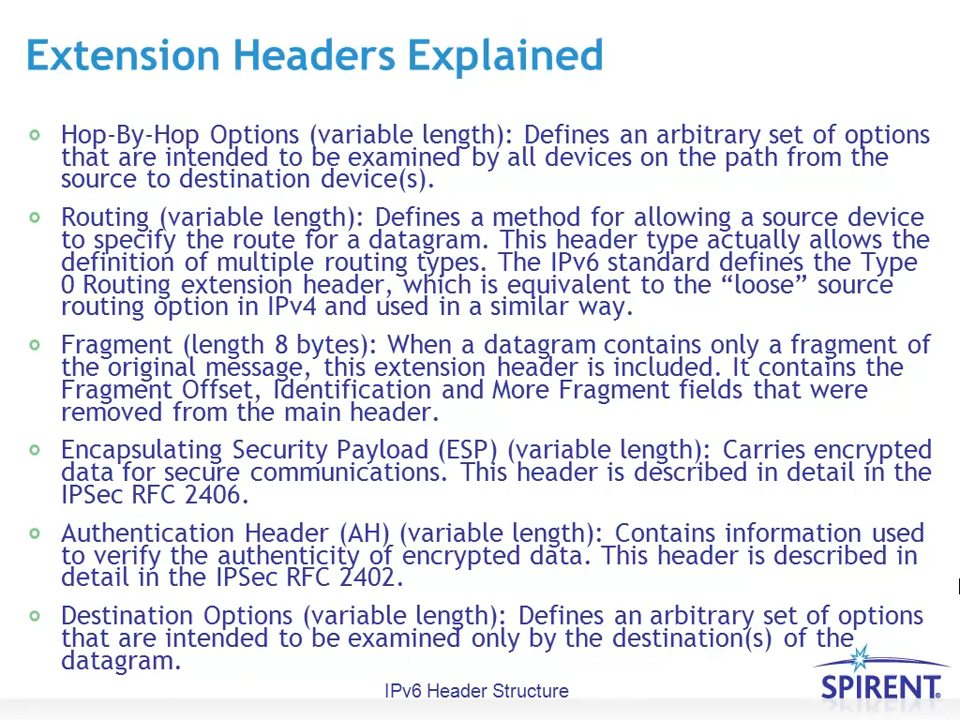 Extension Headers Explained
Hop-By-Hop Options (variable length): Defines an arbitrary set of options
that are intended to be examined by all devices on the path from the
source to destination device(s).
Routing (variable length): Defines a method for allowing a source device
to specify the route for a datagram. This header type actually allows the
definition of multiple routing types. The IPv6 standard defines the Type
0 Routing extension header, which is equivalent to the “loose” source
routing option in IPv4 and used in a similar way.
Fragment (length 8 bytes): When a datagram contains only a fragment of
the original message, this extension header is included. It contains the
Fragment Offset, Identification and More Fragment fields that were
removed from the main header.
Encapsulating Security Payload (ESP) (variable length): Carries encrypted
data for secure communications. This header is described in detail in the
IPSec RFC 2406.
Authentication Header (AH) (variable length): Contains information used
to verify the authenticity of encrypted data. This header is described in
detail in the IPSec RFC 2402.
Destination Options (variable length): Defines an arbitrary set of options
that are intended to be examined only by the destination(s) of the
datagram.
IPv6 Header Structure
SPIRENT®